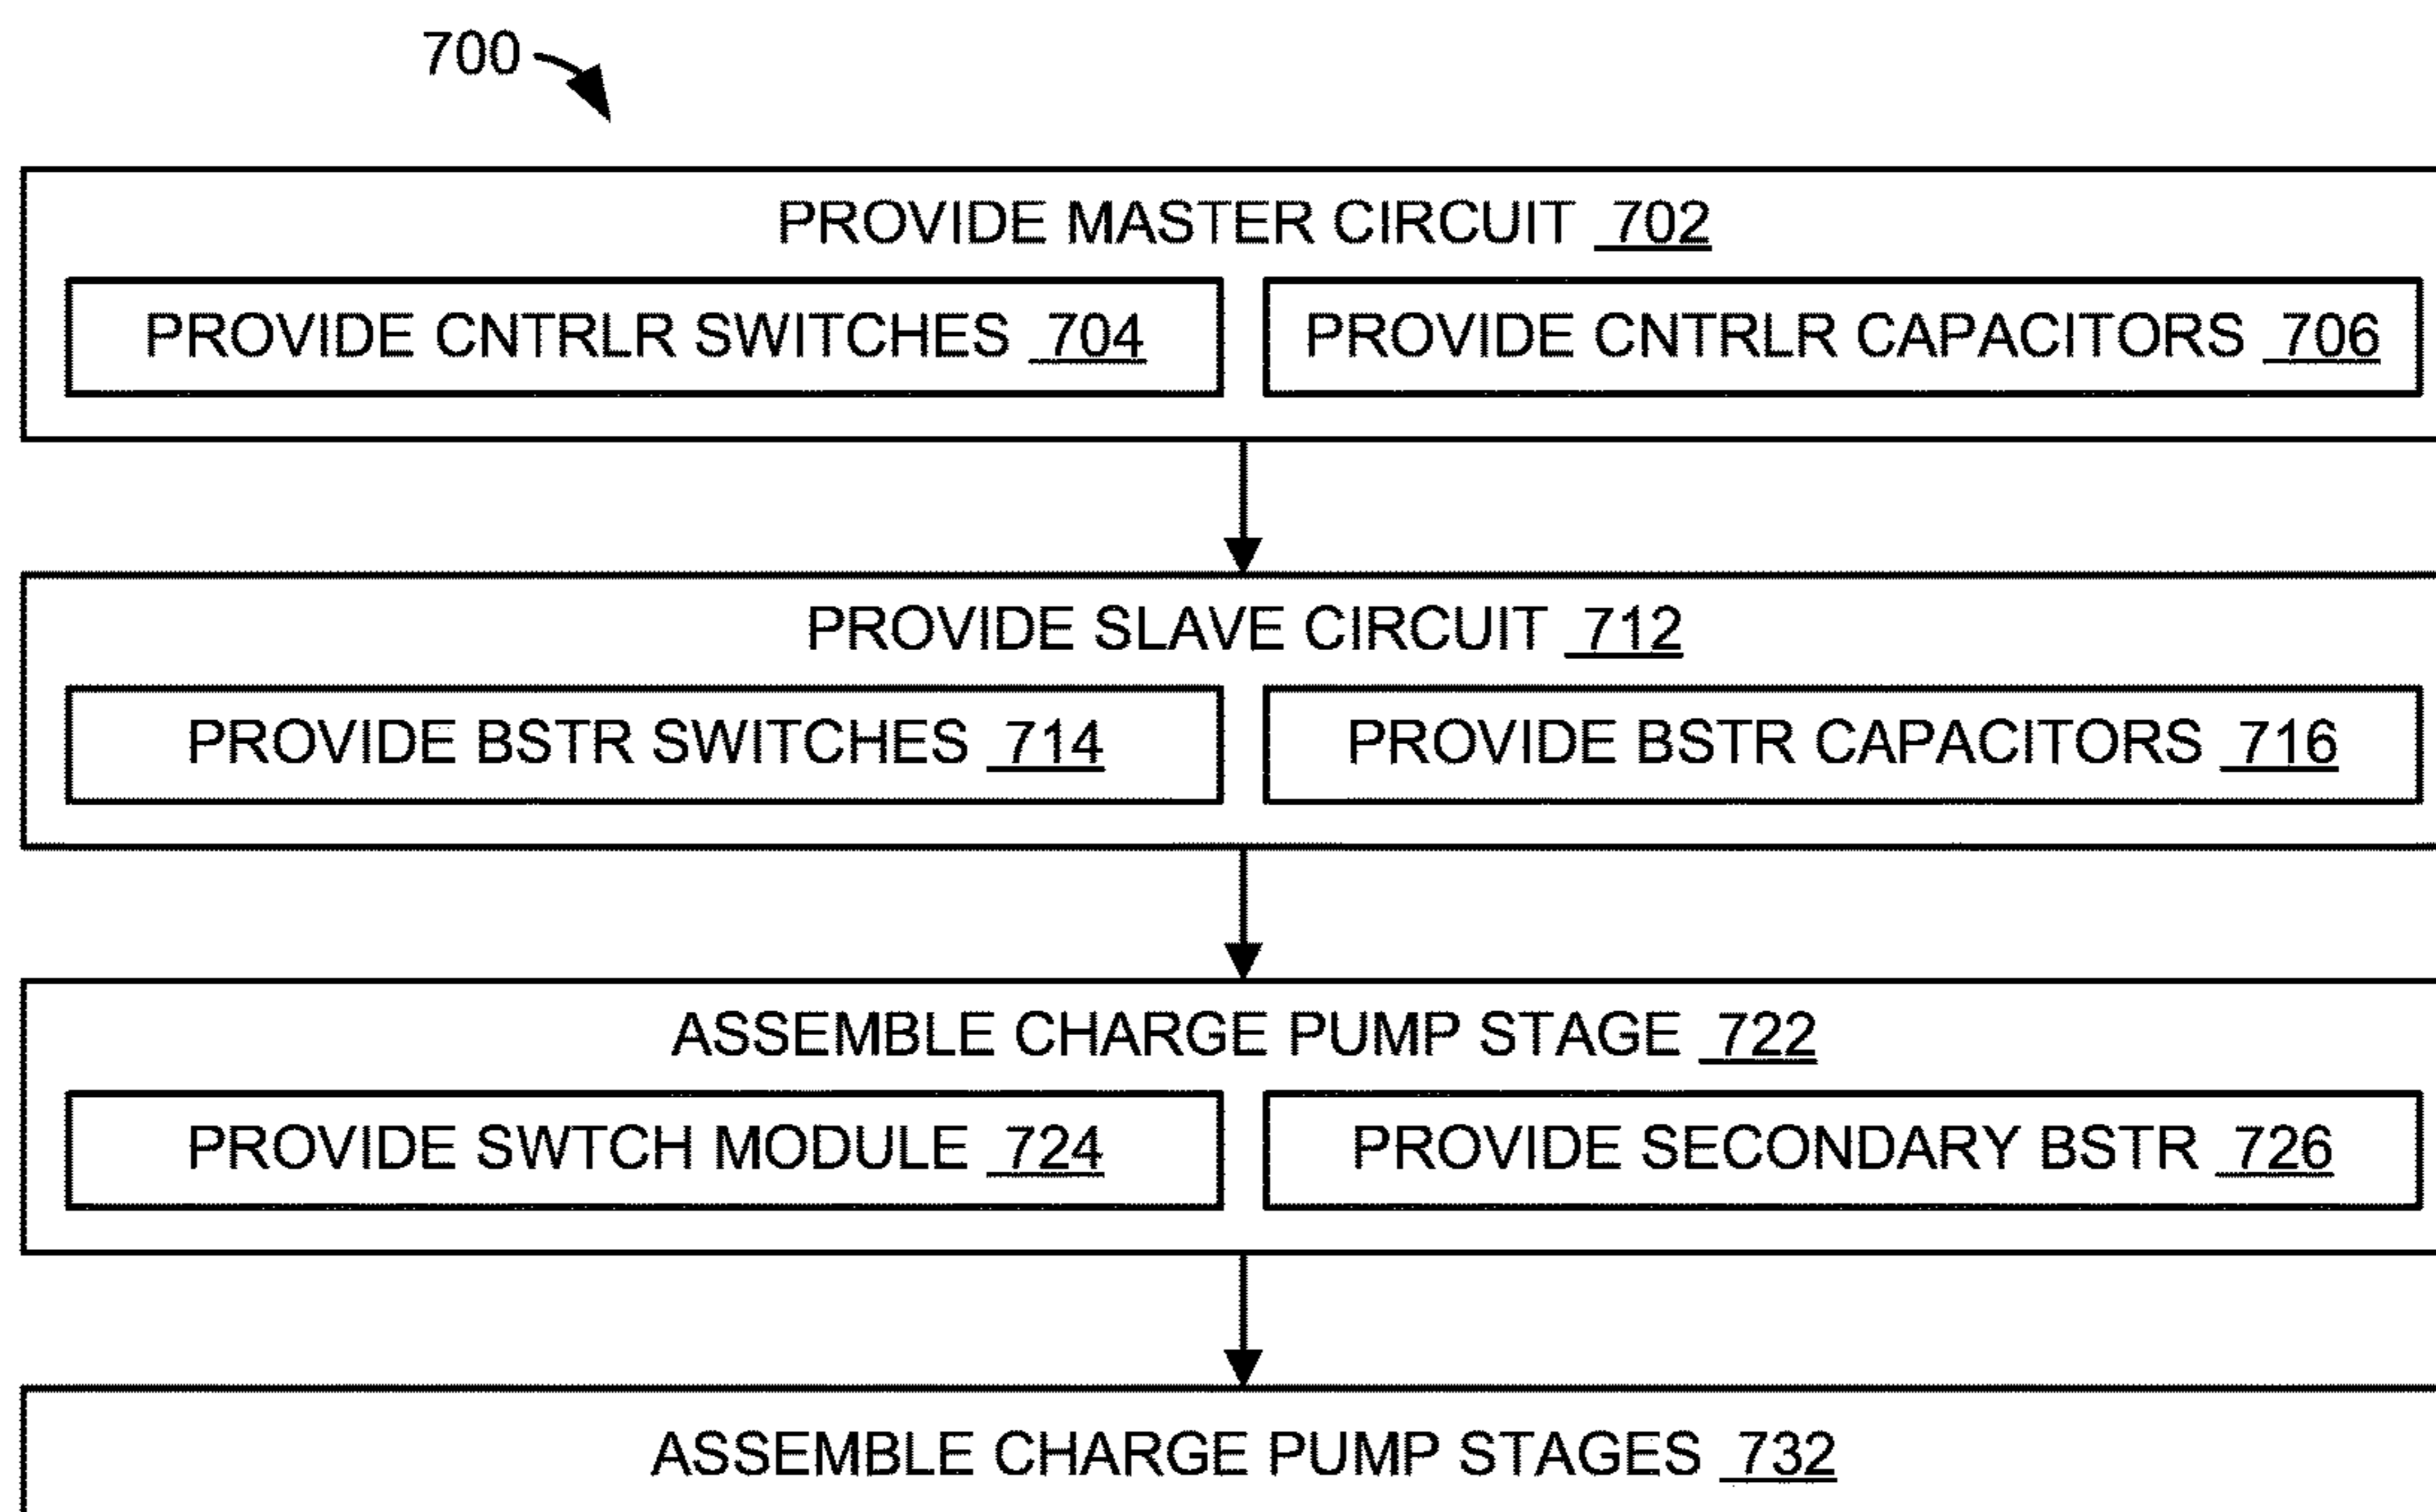 700
PROVIDE MASTER CIRCUIT 702
PROVIDE CNTRLR SWITCHES 704
PROVIDE CNTRLR CAPACITORS 706
PROVIDE SLAVE CIRCUIT 712
PROVIDE BSTR SWITCHES 714
PROVIDE BSTR CAPACITORS 716
ASSEMBLE CHARGE PUMP STAGE 722
PROVIDE SWTCH MODULE 724
PROVIDE SECONDARY BSTR 726
ASSEMBLE CHARGE PUMP STAGES 732